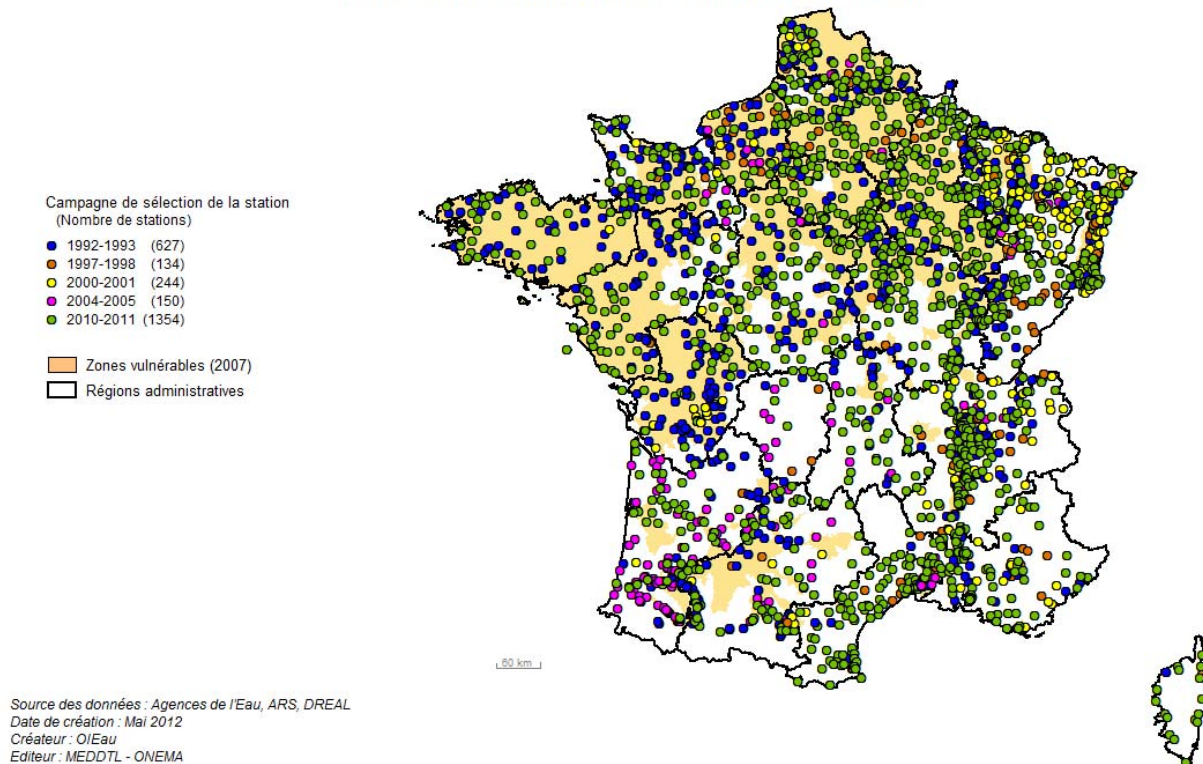 Campagne de sélection de la station
(Nombre de stations)
1992-1993 (627)
1997-1998 (134)
2000-2001 (244)
2004-2005 (150)
2010-2011 (1354)
Zones vulnérables (2007)
Régions administratives
60 km
Source des données : Agences de l'Eau, ARS, DREAL
Date de création : Mai 2012
Créateur : OIEau
Editeur : MEDDTL - ONEMA